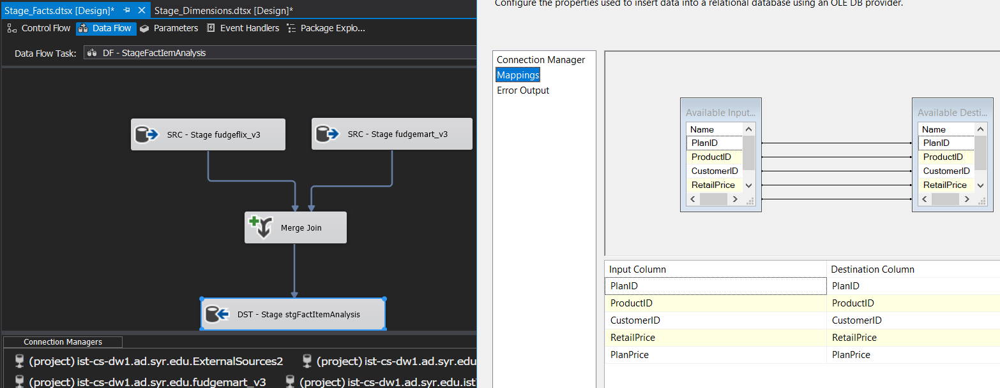 Stage_Facts.dtsx [Design]* Stage_Dimensions.dtsx [Design]*
Control Flow Data Flow Parameters Event Handlers Package Explo...
Data Flow Task: DF - StageFactIemAnalysis
SRC - Stage fudgeflix_v3 SRC - Stage fudgemart_v3
Merge Join
DST - Stage stgFactItemAnalysis
Connection Managers
(project) ist-cs-dw1.ad.syr.edu.ExternalSources2 (project) ist-cs-dw1.ad.syr.edu
(project) ist-cs-dw1.ad.syr.edu.fudgemart_v3 (project) ist-cs-dw1.ad.syr.edu.ist
Configure the properties used to insert data into a relational database using an OLE DB provider.
Connection Manager
Mappings
Error Output
Available Input... Available Desti...
Name Name
PlanID PlanID
ProductID ProductID
CustomerID CustomerID
RetailPrice RetailPrice
Input Column Destination Column
PlanID PlanID
ProductID ProductID
CustomerID CustomerID
RetailPrice RetailPrice
PlanPrice PlanPrice